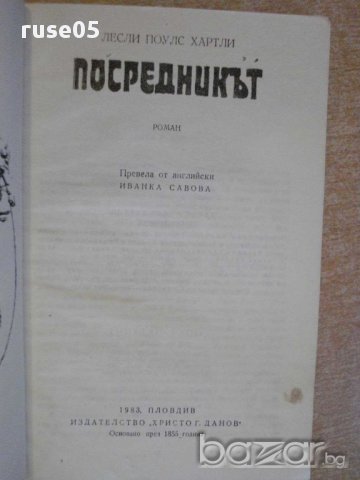 ruse05
ЛЕСЛИ ПОУЛС ХАРТЛИ
ПОСРЕДНИКЪТ
РОМАН
Превела от английски
ИВАНКА САВОВА
1983, ПЛОВДИВ
ИЗДАТЕЛСТВО „ХРИСТО Г. ДАНОВ"
Основано през 1855 година
bazar.bg